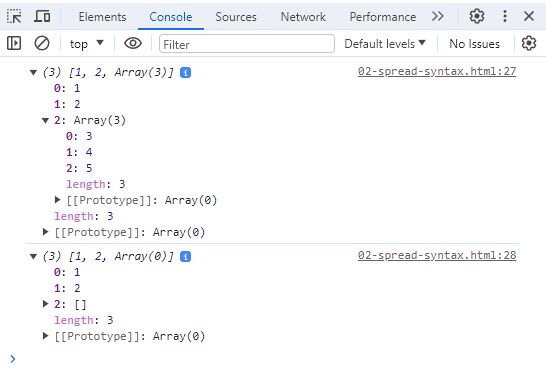 Elements Console Sources Network Performance
top Filter Default levels No Issues
(3) [1, 2, Array(3)] i 02-spread-syntax.html:27
0: 1
1: 2
2: Array(3)
0: 3
1: 4
2: 5
length: 3
[[Prototype]]: Array(0)
length: 3
[[Prototype]]: Array(0)
(3) [1, 2, Array(0)] i 02-spread-syntax.html:28
0: 1
1: 2
2: []
length: 3
[[Prototype]]: Array(0)